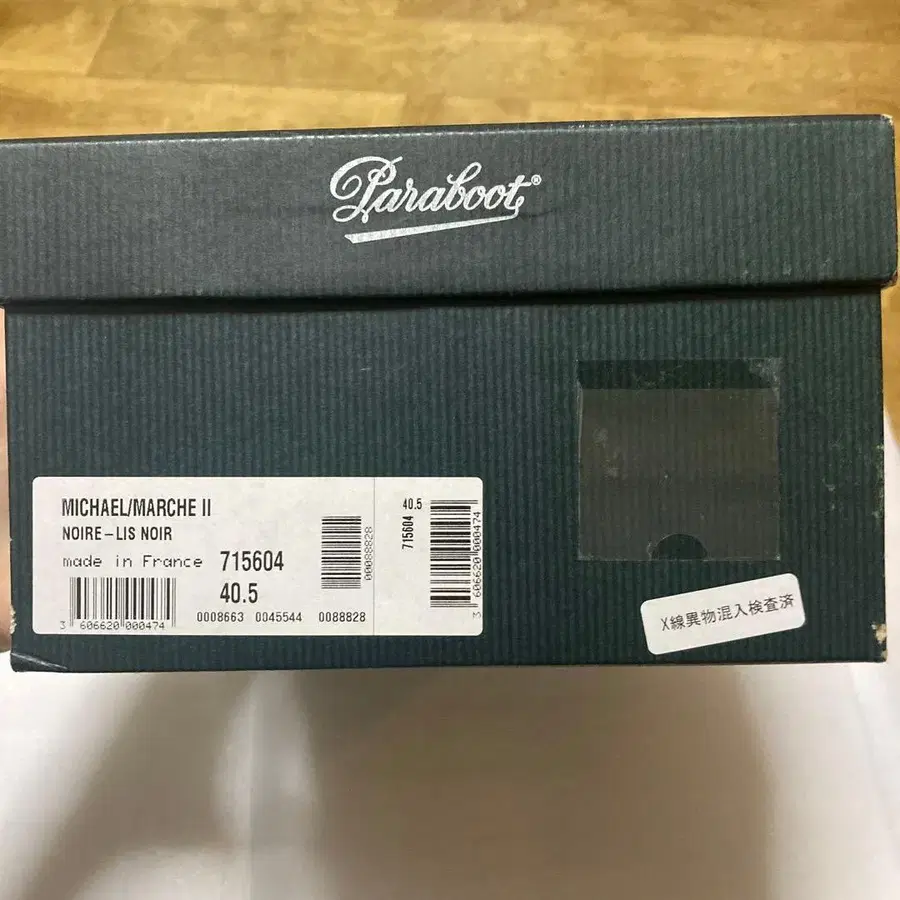 Paraboot®
MICHAEL/MARCHE II
NOIRE-LIS NOIR
made in France 715604
40.5
3 606620 000474
0008663 0045544 0088828
00088828
40.5
715604
3 606620 000474
X線異物混入検査済